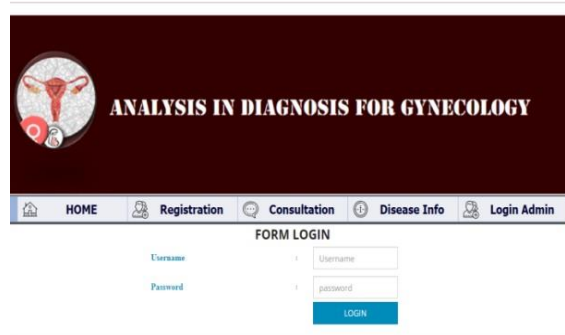 ANALYSIS IN DIAGNOSIS FOR GYNECOLOGY
HOME Registration Consultation Disease Info Login Admin
FORM LOGIN
Username : Username
Password : password
LOGIN